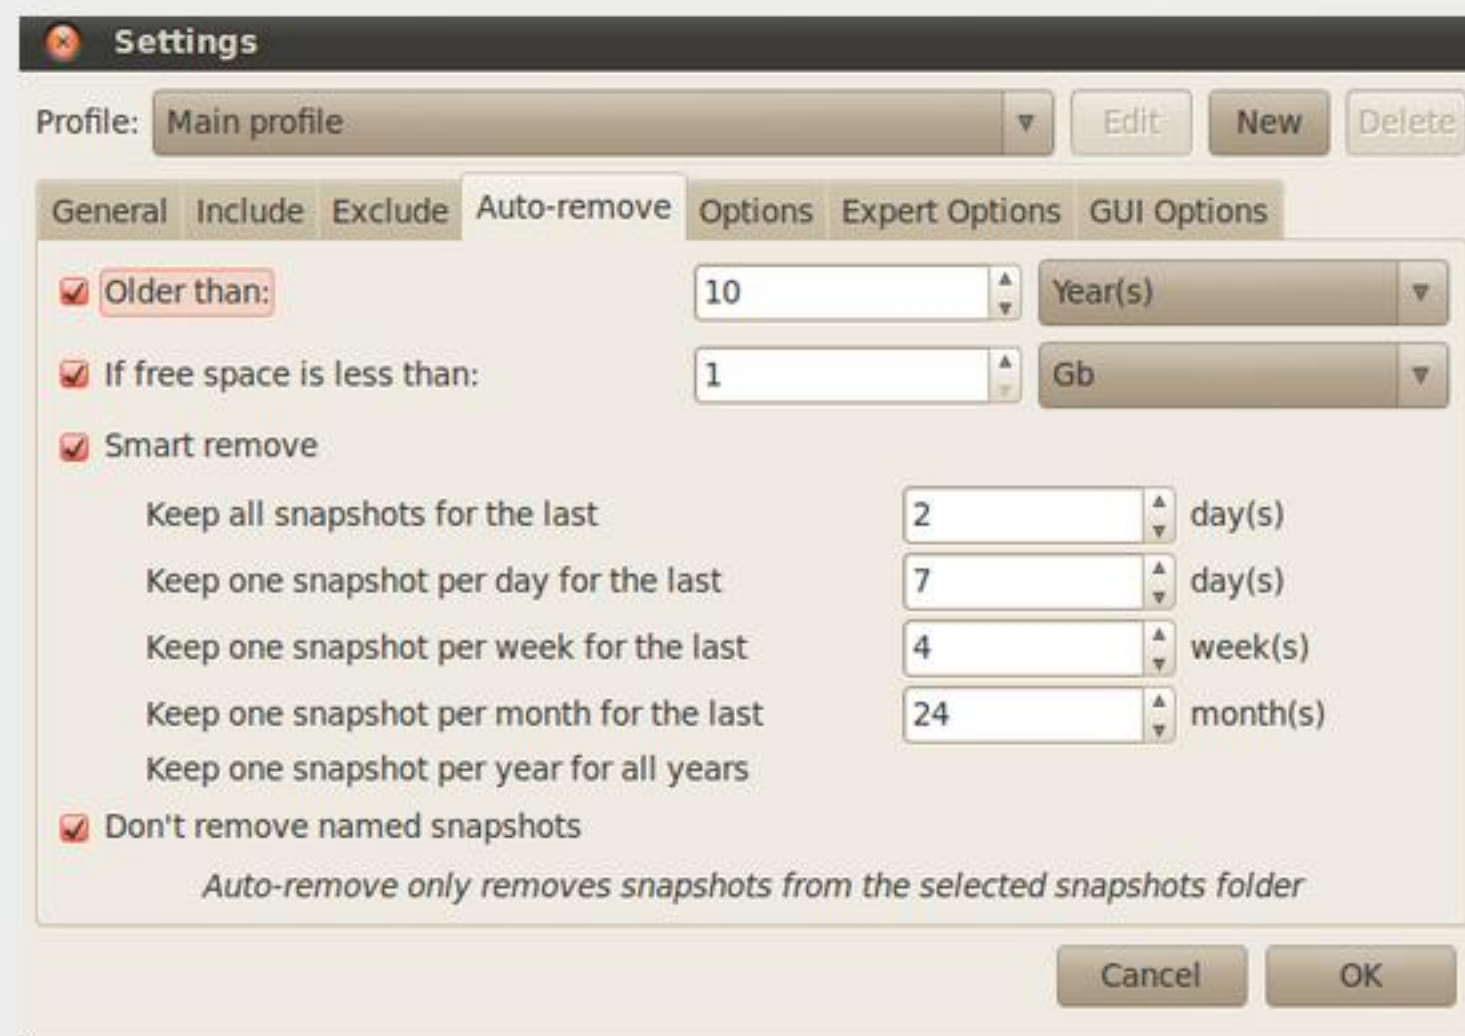 Settings
Profile: Main profile Edit New Delete
General Include Exclude Auto-remove Options Expert Options GUI Options
Older than: 10 Year(s)
If free space is less than: 1 Gb
Smart remove
Keep all snapshots for the last 2 day(s)
Keep one snapshot per day for the last 7 day(s)
Keep one snapshot per week for the last 4 week(s)
Keep one snapshot per month for the last 24 month(s)
Keep one snapshot per year for all years
Don't remove named snapshots
Auto-remove only removes snapshots from the selected snapshots folder
Cancel OK